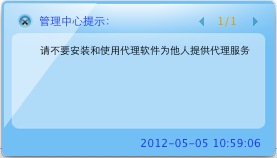 管理中心提示：
1/1
请不要安装和使用代理软件为他人提供代理服务
2012-05-05 10:59:06